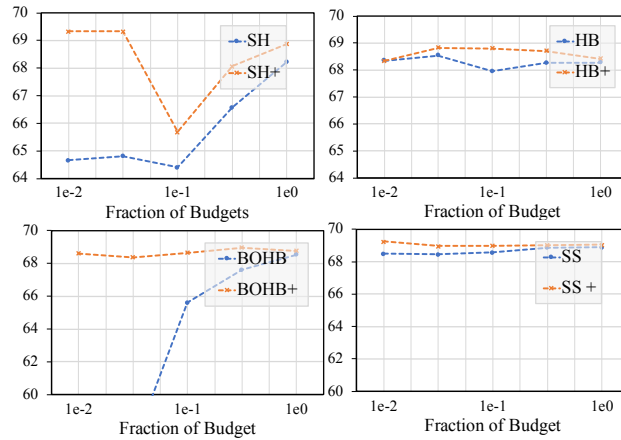 70
69
68
67
66
65
64
SH
SH+
1e-2 1e-1 1e0
Fraction of Budgets
70
69
68
67
66
65
64
HB
HB+
1e-2 1e-1 1e0
Fraction of Budget
70
68
66
64
62
60
BOHB
BOHB+
1e-2 1e-1 1e0
Fraction of Budget
70
68
66
64
62
60
SS
SS +
1e-2 1e-1 1e0
Fraction of Budget